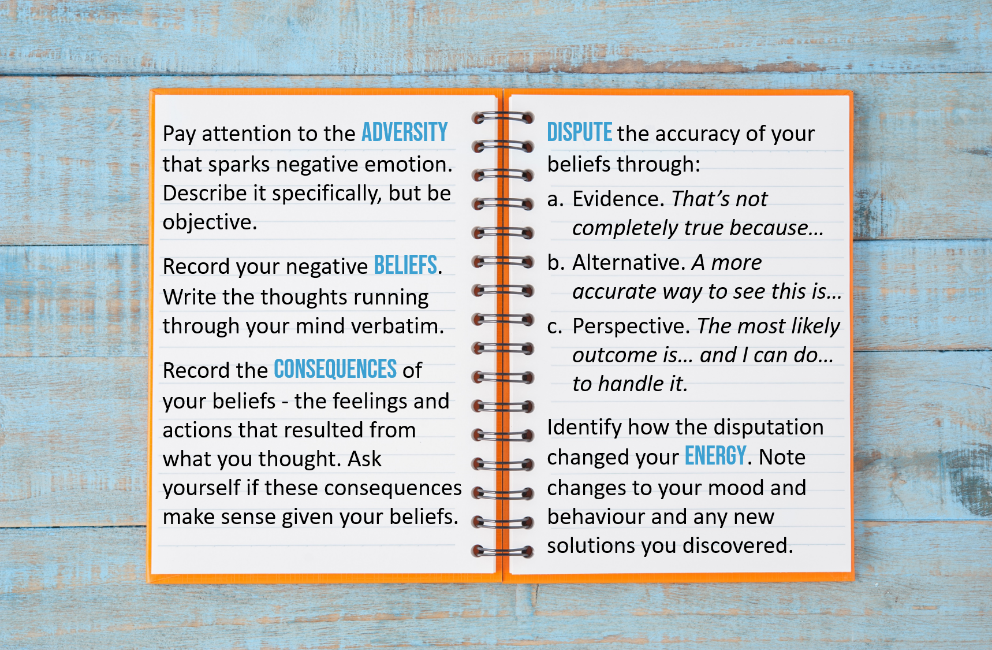 Pay attention to the ADVERSITY
that sparks negative emotion.
Describe it specifically, but be
objective.
Record your negative BELIEFS.
Write the thoughts running
through your mind verbatim.
Record the CONSEQUENCES of
your beliefs - the feelings and
actions that resulted from
what you thought. Ask
yourself if these consequences
make sense given your beliefs.
DISPUTE the accuracy of your
beliefs through:
a. Evidence. That's not
completely true because...
b. Alternative. A more
accurate way to see this is...
c. Perspective. The most likely
outcome is... and I can do...
to handle it.
Identify how the disputation
changed your ENERGY. Note
changes to your mood and
behaviour and any new
solutions you discovered.